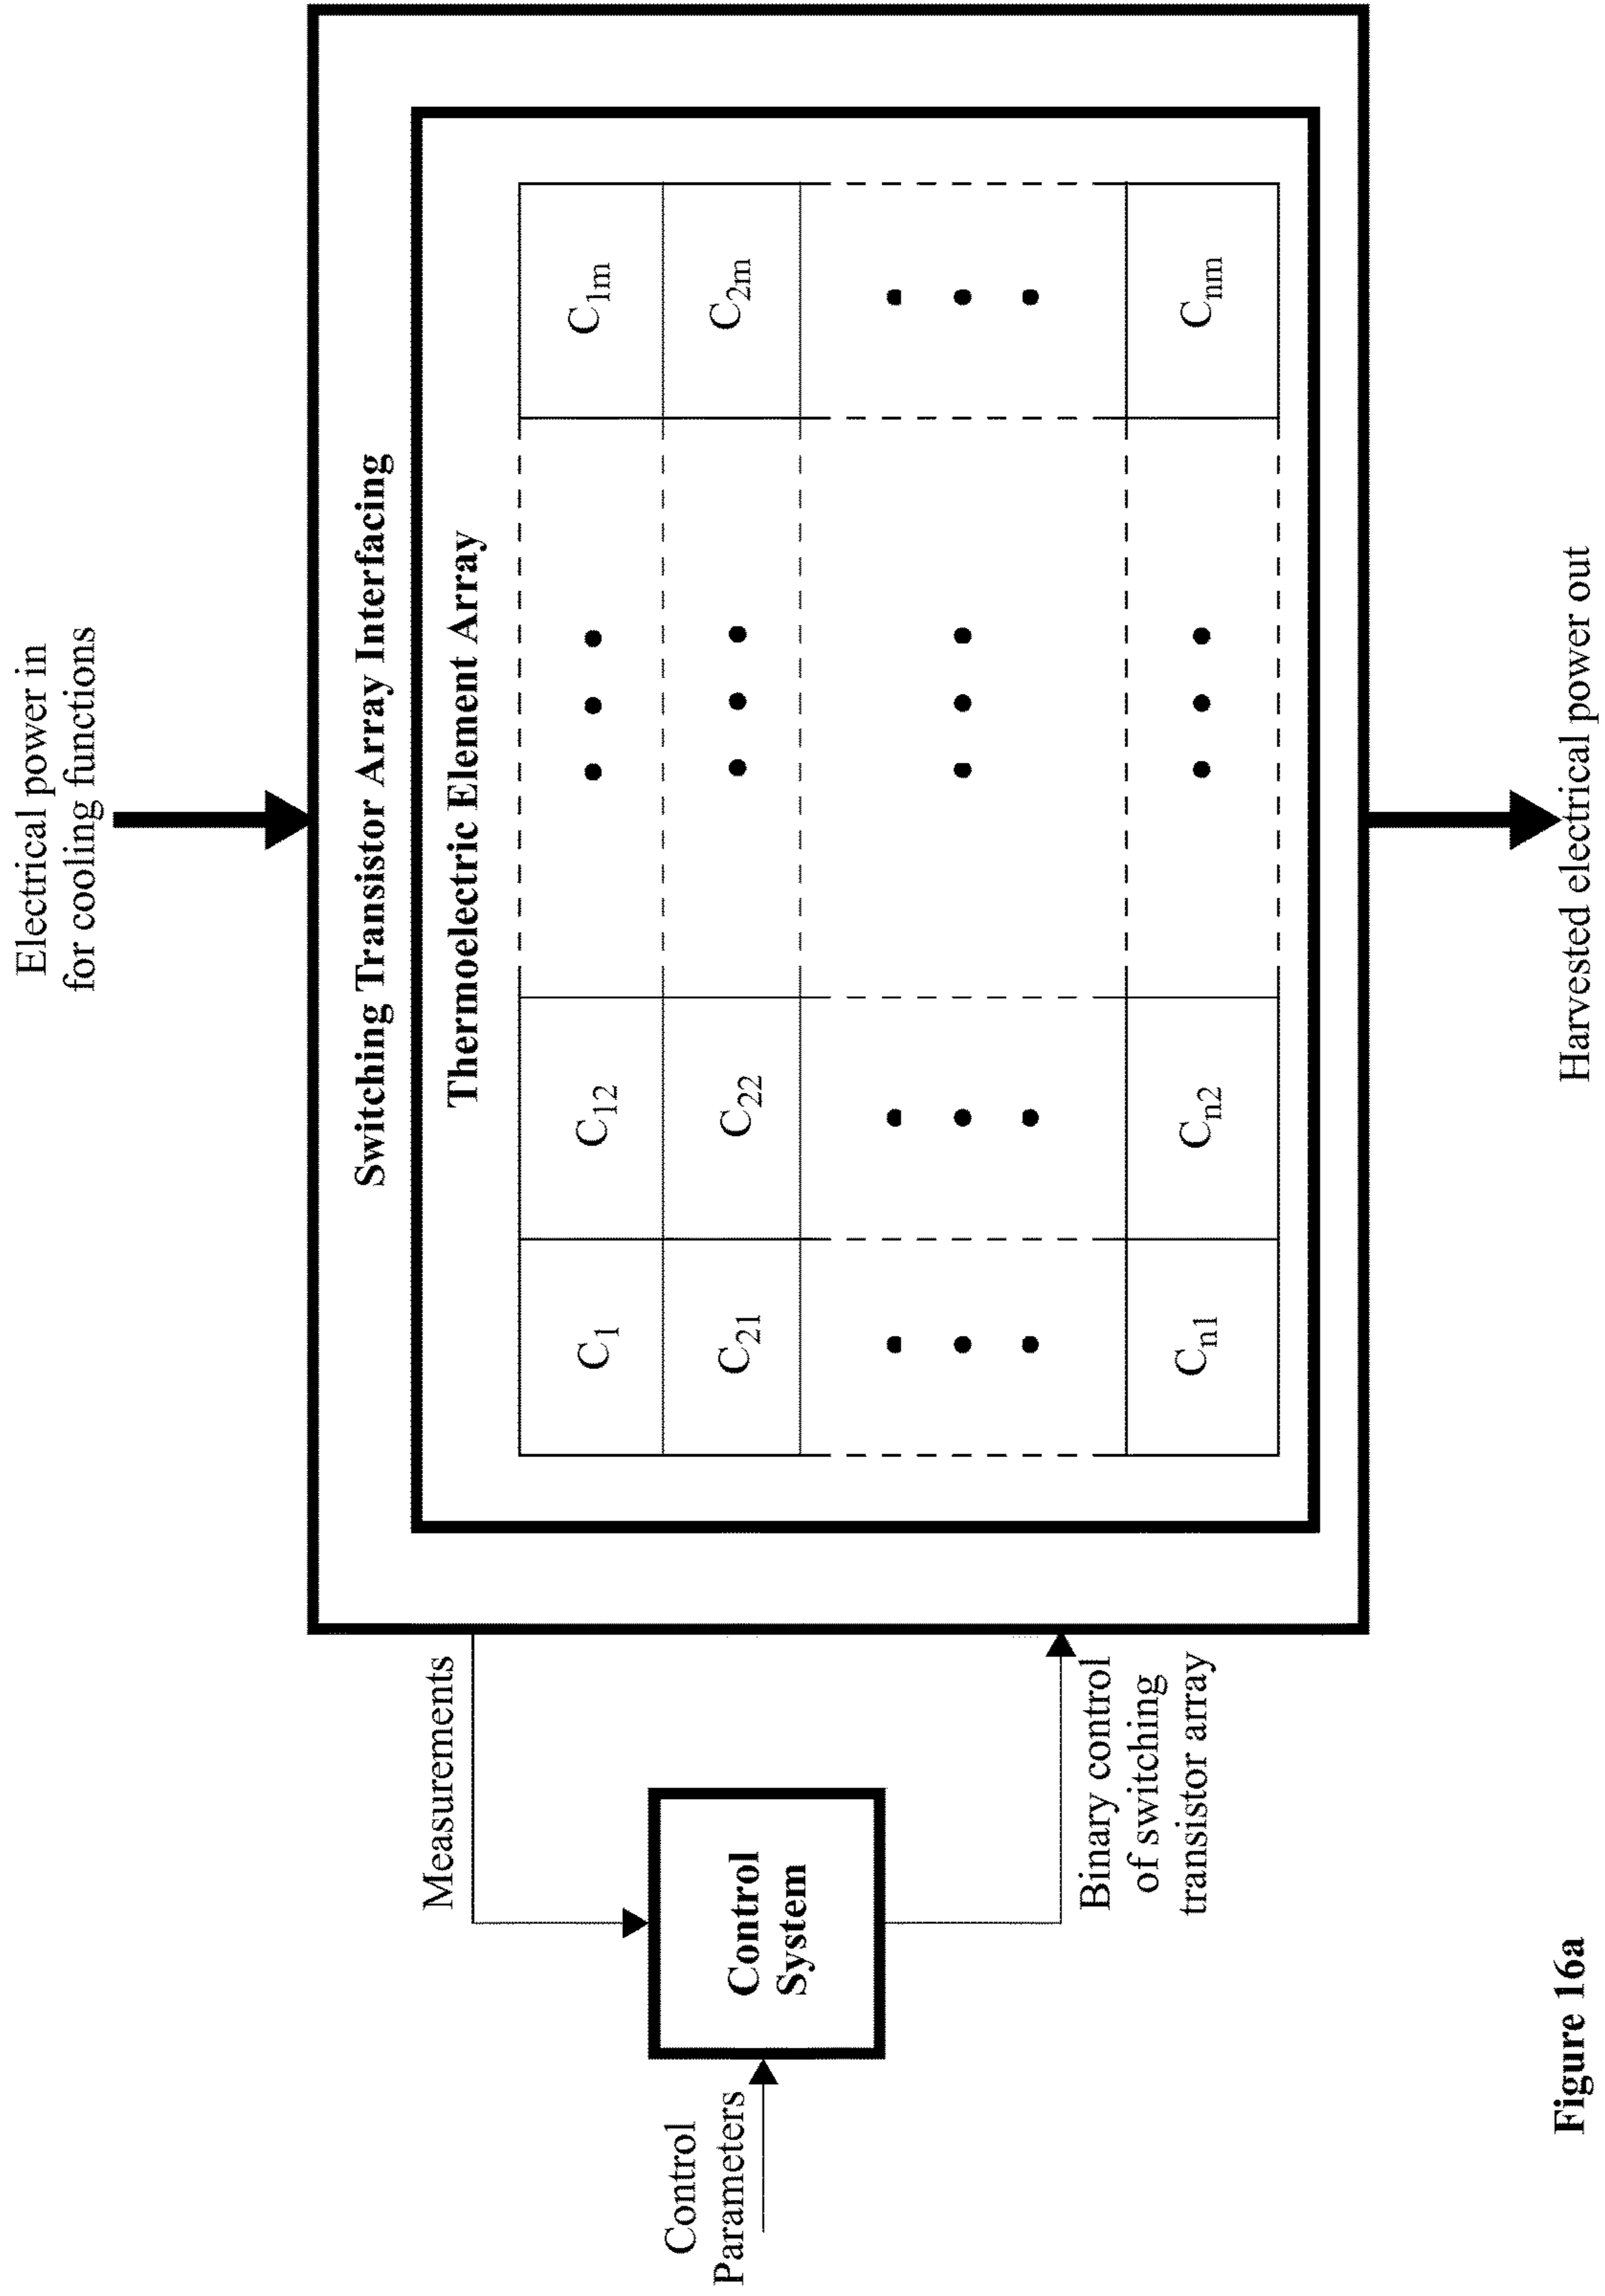 Electrical power in
for cooling functions
Switching Transistor Array Interfacing
Thermoelectric Element Array
C1 C12 C1m
C21 C22 C2m
Cn1 Cn2 Cnm
Measurements
Control
System
Control
Parameters
Binary control
of switching
transistor array
Harvested electrical power out
Figure 16a